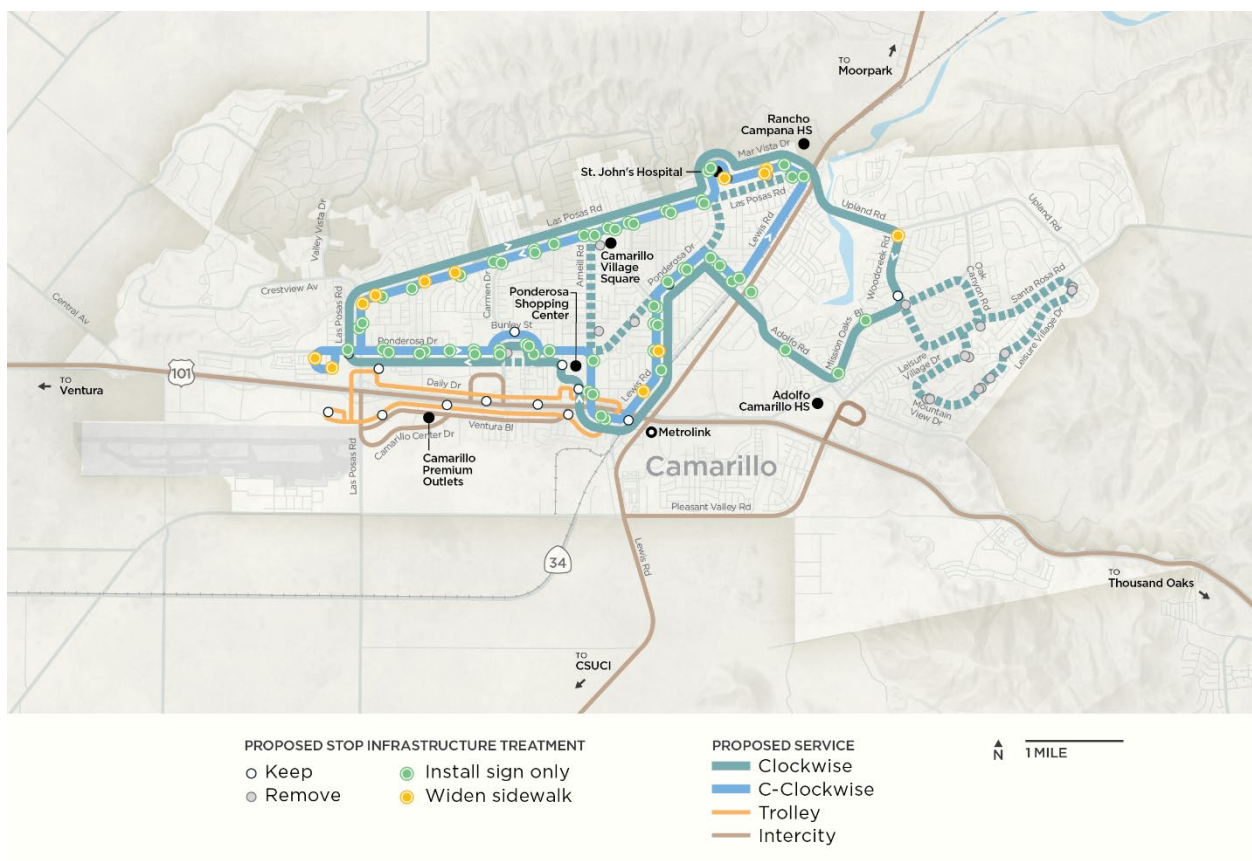 TO
Moorpark
Rancho
Campana HS
Mar Vista Dr
St. John's Hospital
Las Posas Rd
Las Posas Rd
Lewis Rd
Upland Rd
Upland Rd
Valley Vista Dr
Crestview Av
Central Av
Las Posas Rd
Carmen Dr
Arneill Rd
Camarillo
Village
Square
Ponderosa Dr
Woodcreek Rd
Oak
Canyon Rd
Santa Rosa Rd
Ponderosa
Shopping
Center
Bunley St
Ponderosa Dr
Mission Oaks Bl
Adolfo Rd
Leisure
Village Dr
Leisure Village Dr
Mountain
View Dr
101
TO
Ventura
Daily Dr
Lewis Rd
Adolfo
Camarillo HS
Ventura Bl
Metrolink
Camarillo Center Dr
Las Posas Rd
Camarillo
Premium
Outlets
Camarillo
Pleasant Valley Rd
34
Lewis Rd
TO
Thousand Oaks
TO
CSUCI
PROPOSED STOP INFRASTRUCTURE TREATMENT
Keep
Install sign only
Remove
Widen sidewalk
PROPOSED SERVICE
Clockwise
C-Clockwise
Trolley
Intercity
N
1 MILE